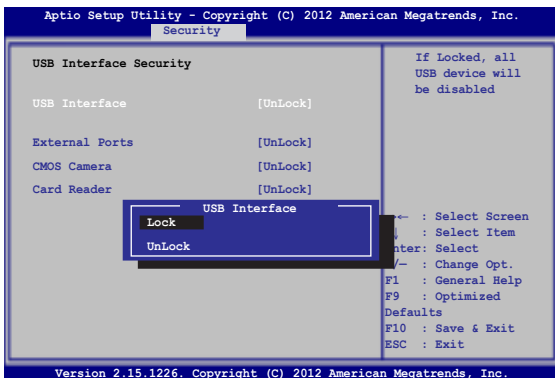 Aptio Setup Utility - Copyright (C) 2012 American Megatrends, Inc.
Security
USB Interface Security
USB Interface [UnLock]
External Ports [UnLock]
CMOS Camera [UnLock]
Card Reader [UnLock]
USB Interface
Lock
UnLock
If Locked, all
USB device will
be disabled
← : Select Screen
: Select Item
nter: Select
/— : Change Opt.
F1 : General Help
F9 : Optimized
Defaults
F10 : Save & Exit
ESC : Exit
Version 2.15.1226. Copyright (C) 2012 American Megatrends, Inc.